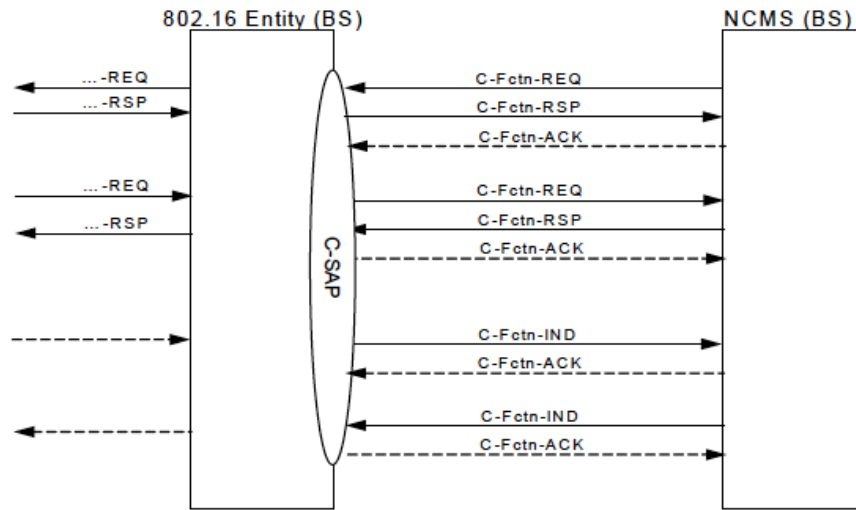 802.16 Entity (BS)
NCMS (BS)
...-REQ
C-Fctn-REQ
...-RSP
C-Fctn-RSP
C-Fctn-ACK
...-REQ
C-Fctn-REQ
...-RSP
C-Fctn-RSP
C-Fctn-ACK
C-SAP
C-Fctn-IND
C-Fctn-ACK
C-Fctn-IND
C-Fctn-ACK